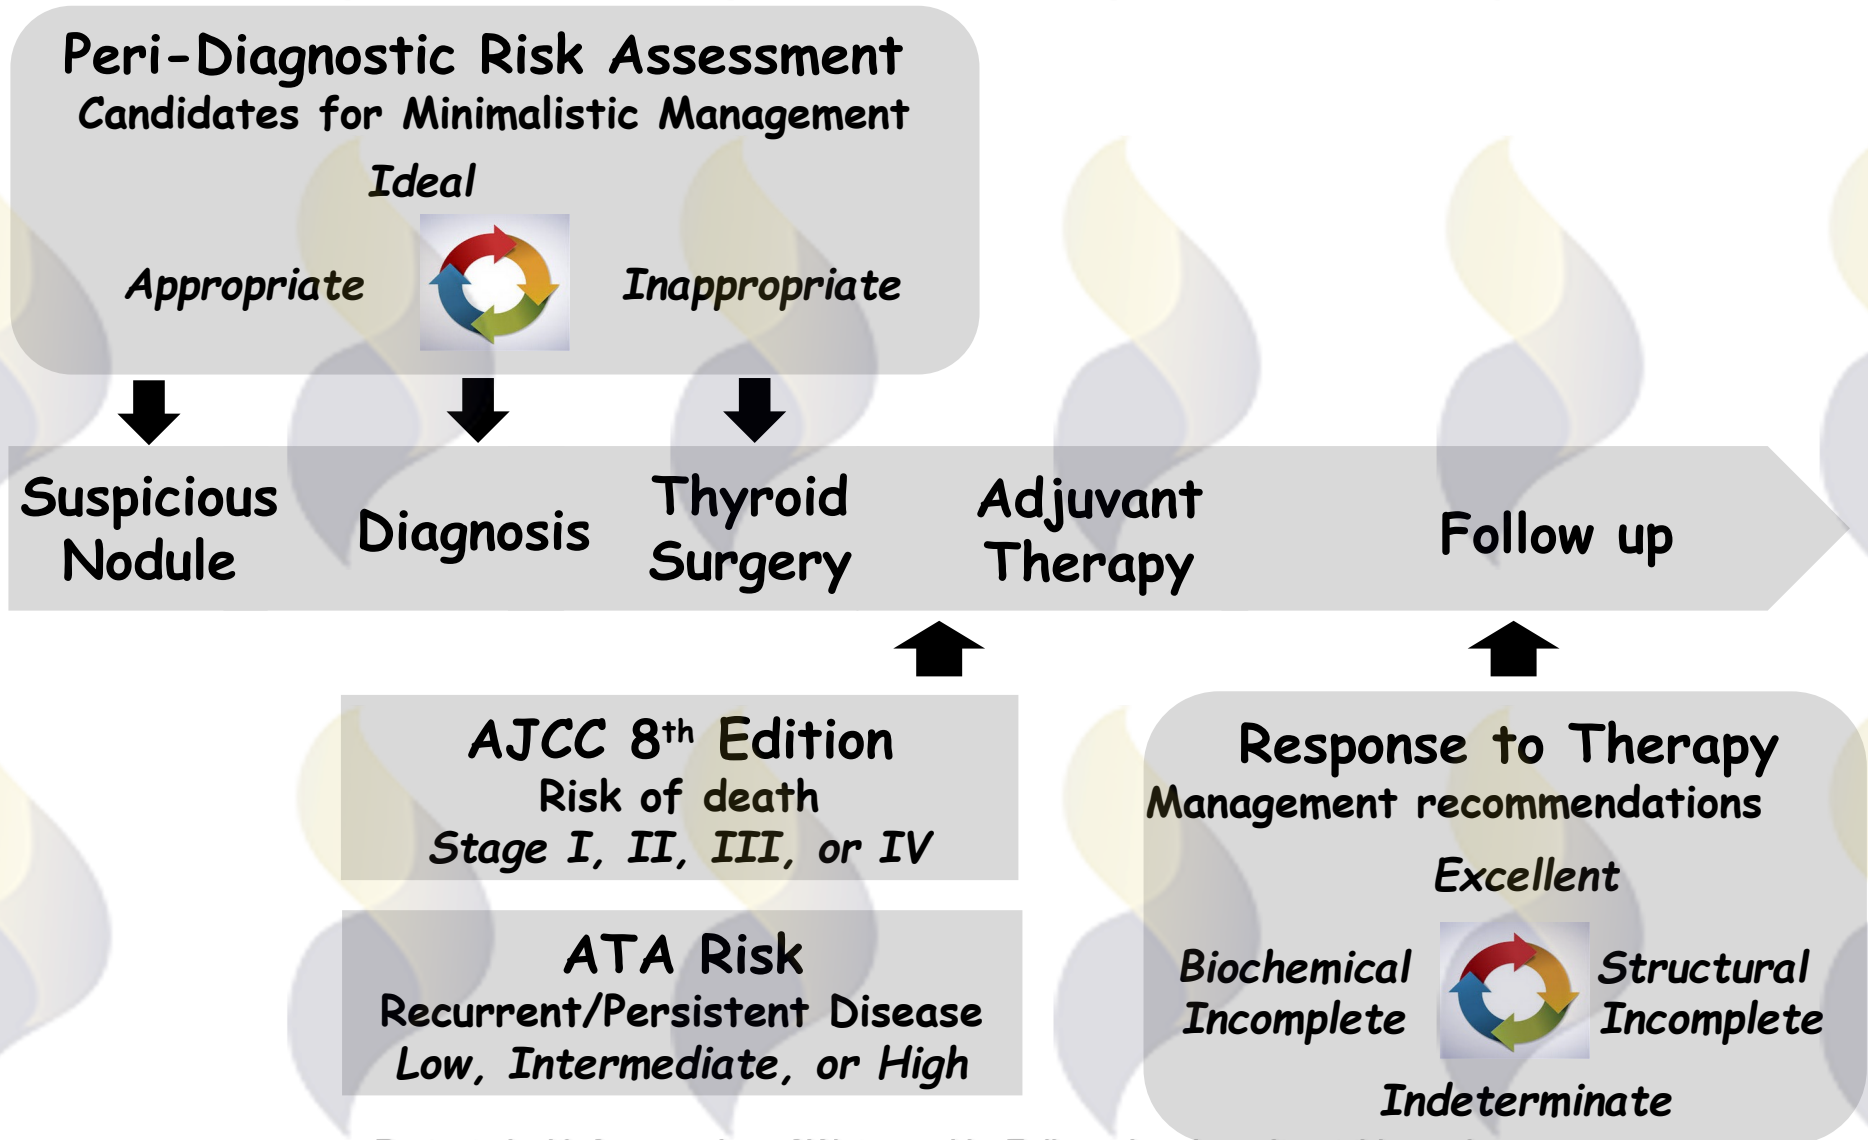 Peri-Diagnostic Risk Assessment
Candidates for Minimalistic Management
Ideal
Appropriate
Inappropriate
Suspicious
Nodule
Diagnosis
Thyroid
Surgery
Adjuvant
Therapy
Follow up
AJCC 8th Edition
Risk of death
Stage I, II, III, or IV
ATA Risk
Recurrent/Persistent Disease
Low, Intermediate, or High
Response to Therapy
Management recommendations
Excellent
Biochemical
Incomplete
Structural
Incomplete
Indeterminate